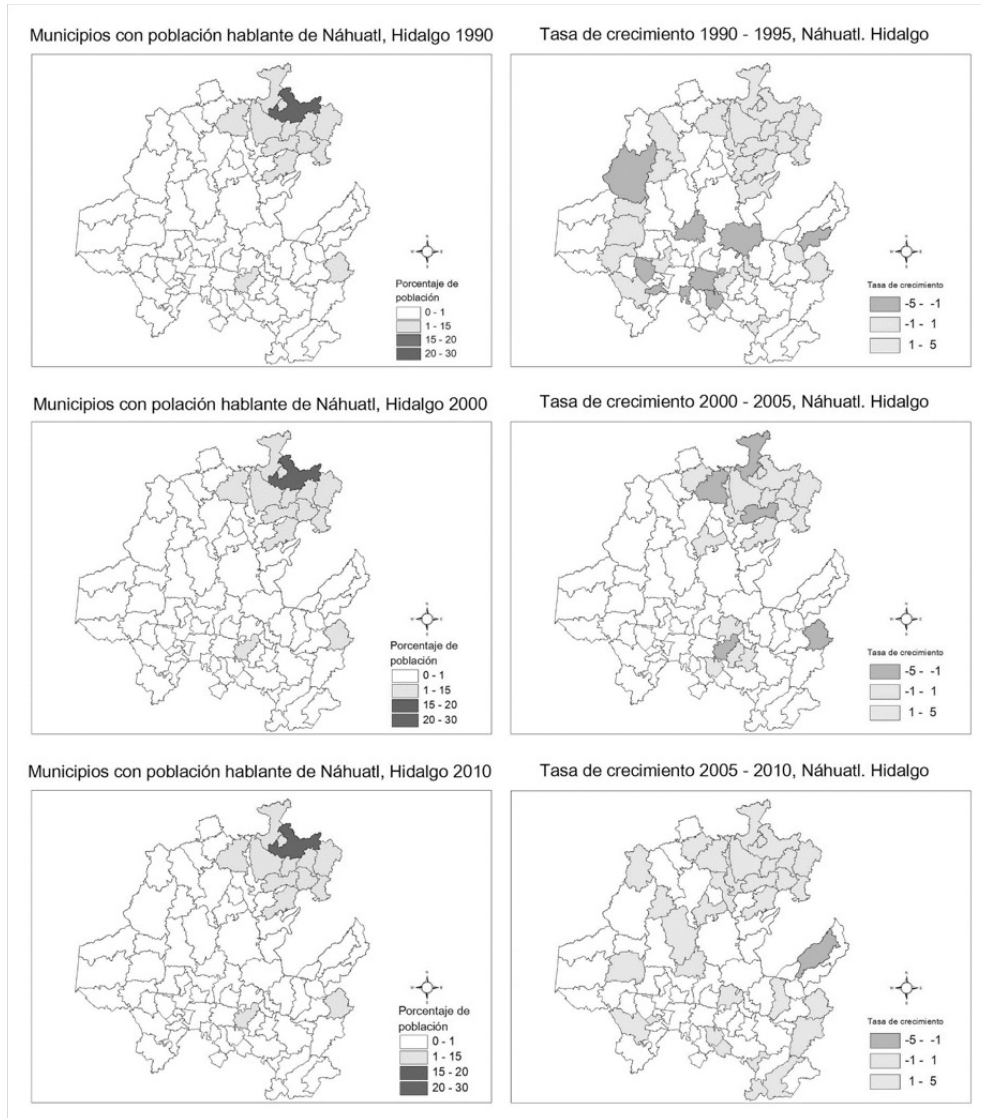 Municipios con población hablante de Náhuatl, Hidalgo 1990
Porcentaje de
población
0 - 1
1 - 15
15 - 20
20 - 30
Tasa de crecimiento 1990 - 1995, Náhuatl. Hidalgo
Tasa de crecimiento
-5 - -1
-1 - 1
1 - 5
Municipios con polación hablante de Náhuatl, Hidalgo 2000
Porcentaje de
población
0 - 1
1 - 15
15 - 20
20 - 30
Tasa de crecimiento 2000 - 2005, Náhuatl. Hidalgo
Tasa de crecimiento
-5 - -1
-1 - 1
1 - 5
Municipios con población hablante de Náhuatl, Hidalgo 2010
Porcentaje de
población
0 - 1
1 - 15
15 - 20
20 - 30
Tasa de crecimiento 2005 - 2010, Náhuatl. Hidalgo
Tasa de crecimiento
-5 - -1
-1 - 1
1 - 5